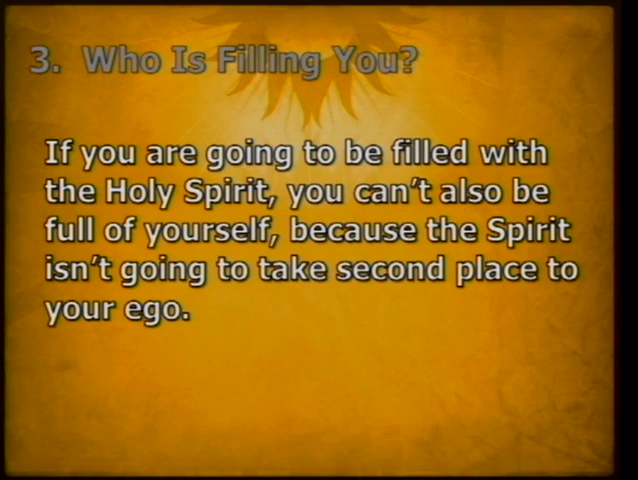 3. Who Is Filling You?
If you are going to be filled with
the Holy Spirit, you can't also be
full of yourself, because the Spirit
isn't going to take second place to
your ego.